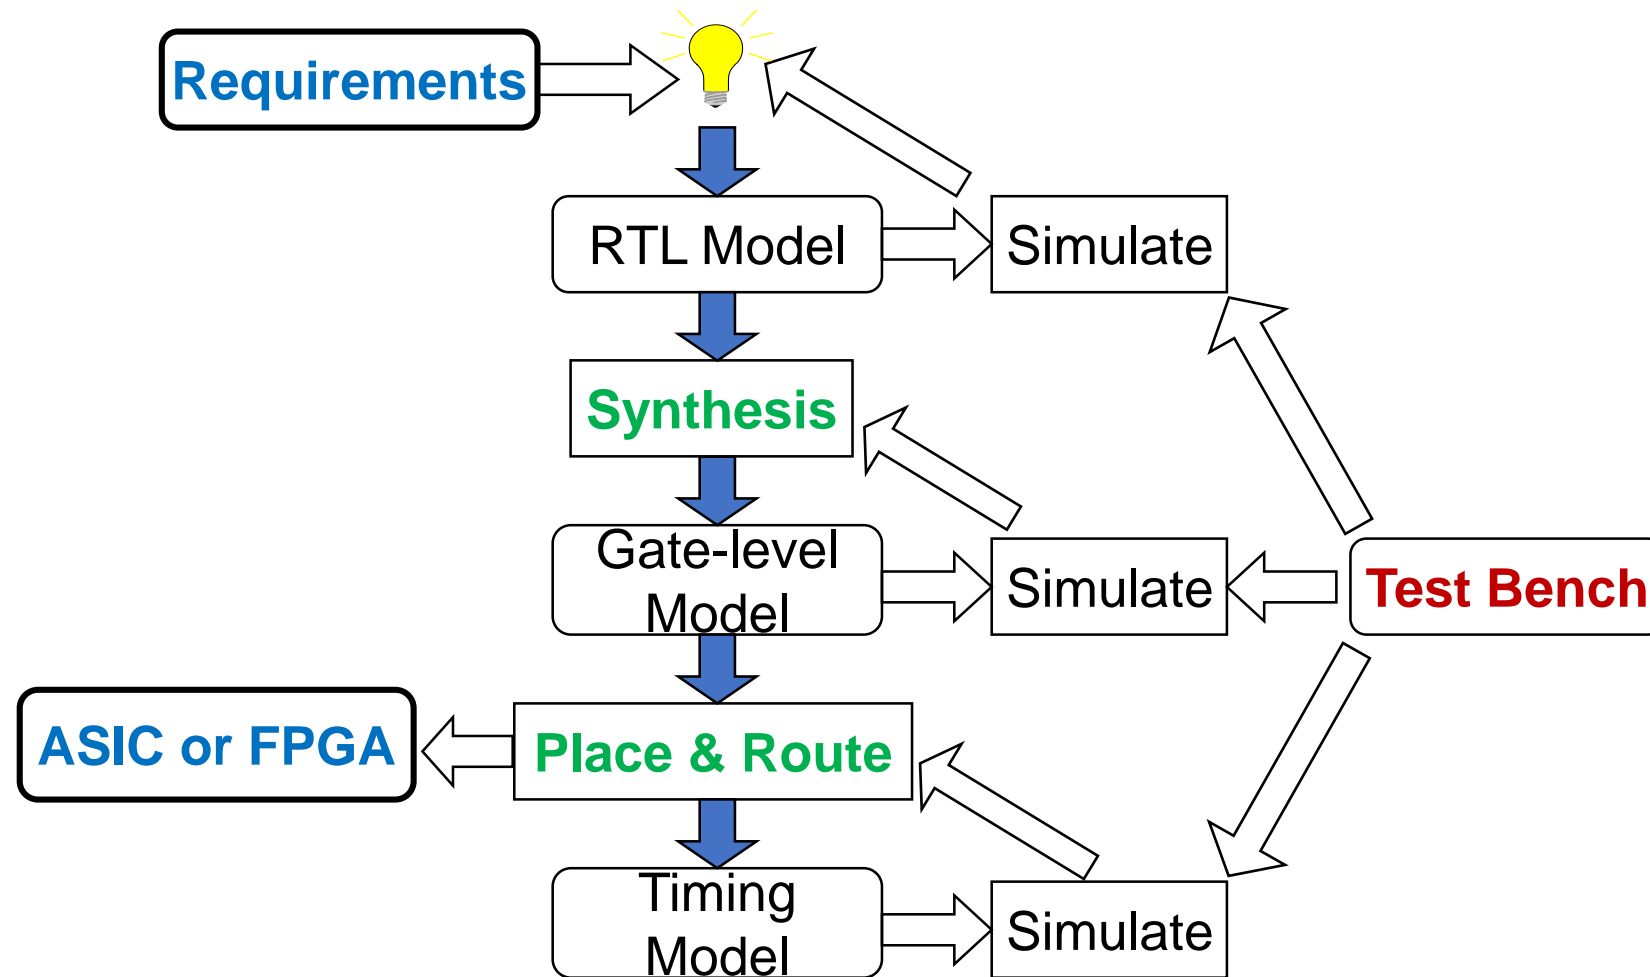 Requirements
RTL Model
Simulate
Synthesis
Gate-level
Model
Simulate
Test Bench
ASIC or FPGA
Place & Route
Timing
Model
Simulate